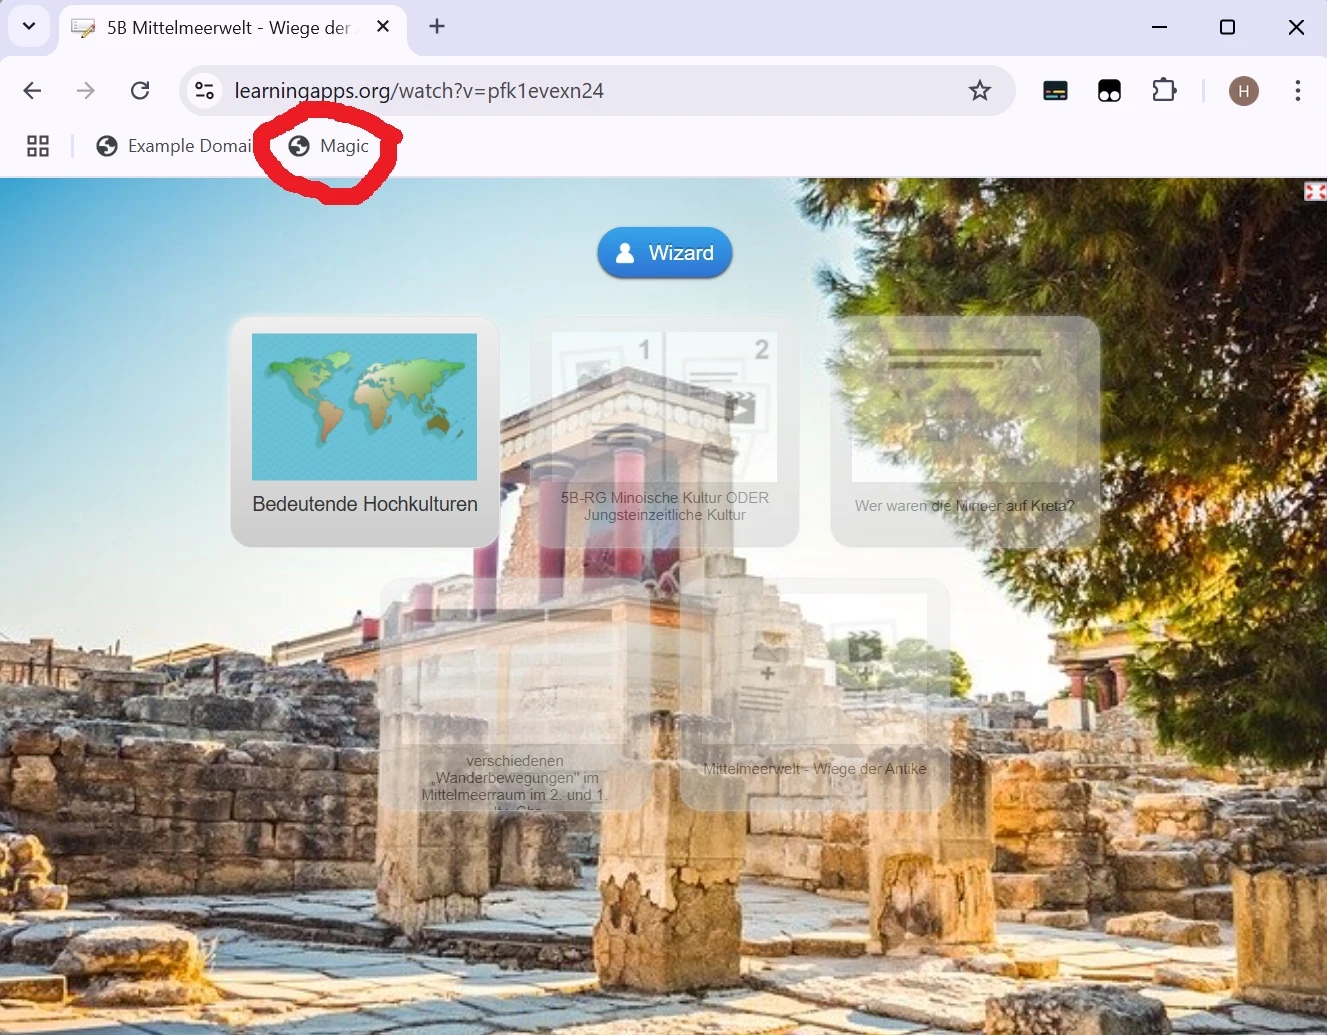 5B Mittelmeerwelt - Wiege der
learningapps.org/watch?v=pfk1evexn24
H
Example Domai
Magic
Wizard
1 2
Bedeutende Hochkulturen
5B-RG Minoische Kultur ODER
Jungsteinzeitliche Kultur
Wer waren die Minoer auf Kreta?
verschiedenen
„Wanderbewegungen" im
Mittelmeerraum im 2. und 1.
Mittelmeerwelt - Wiege der Antike